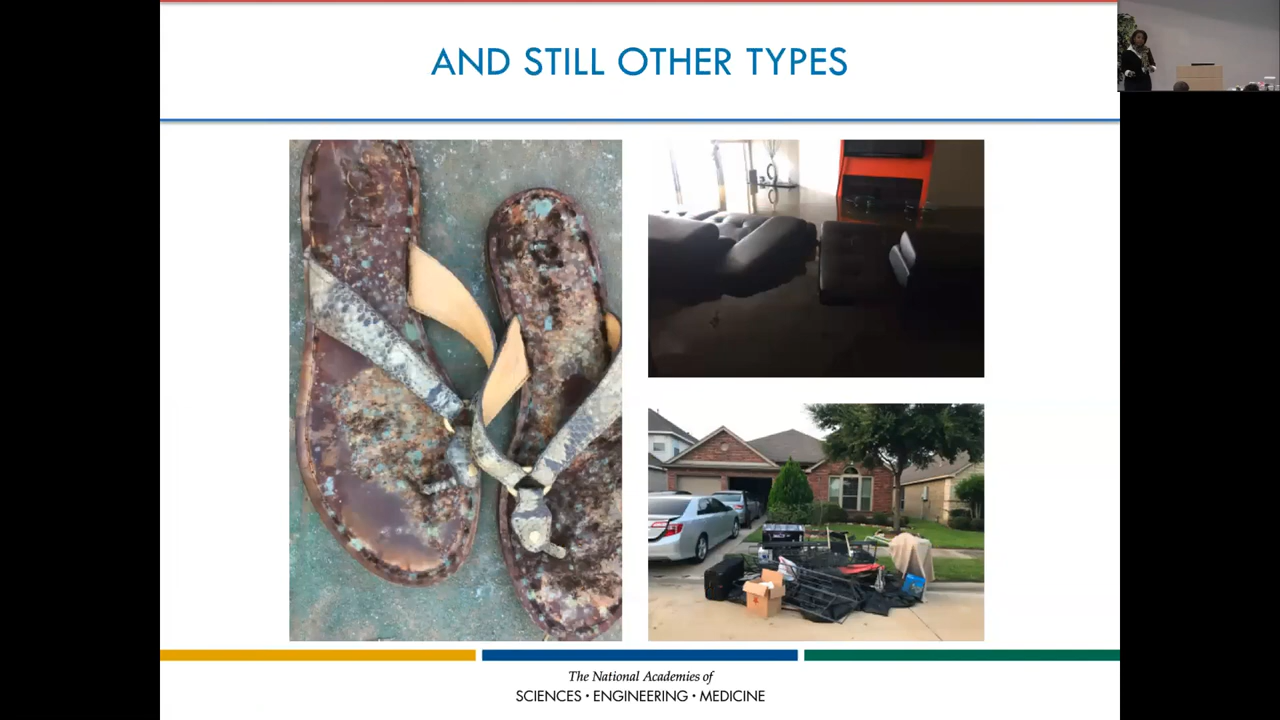 AND STILL OTHER TYPES
The National Academies of
SCIENCES · ENGINEERING · MEDICINE